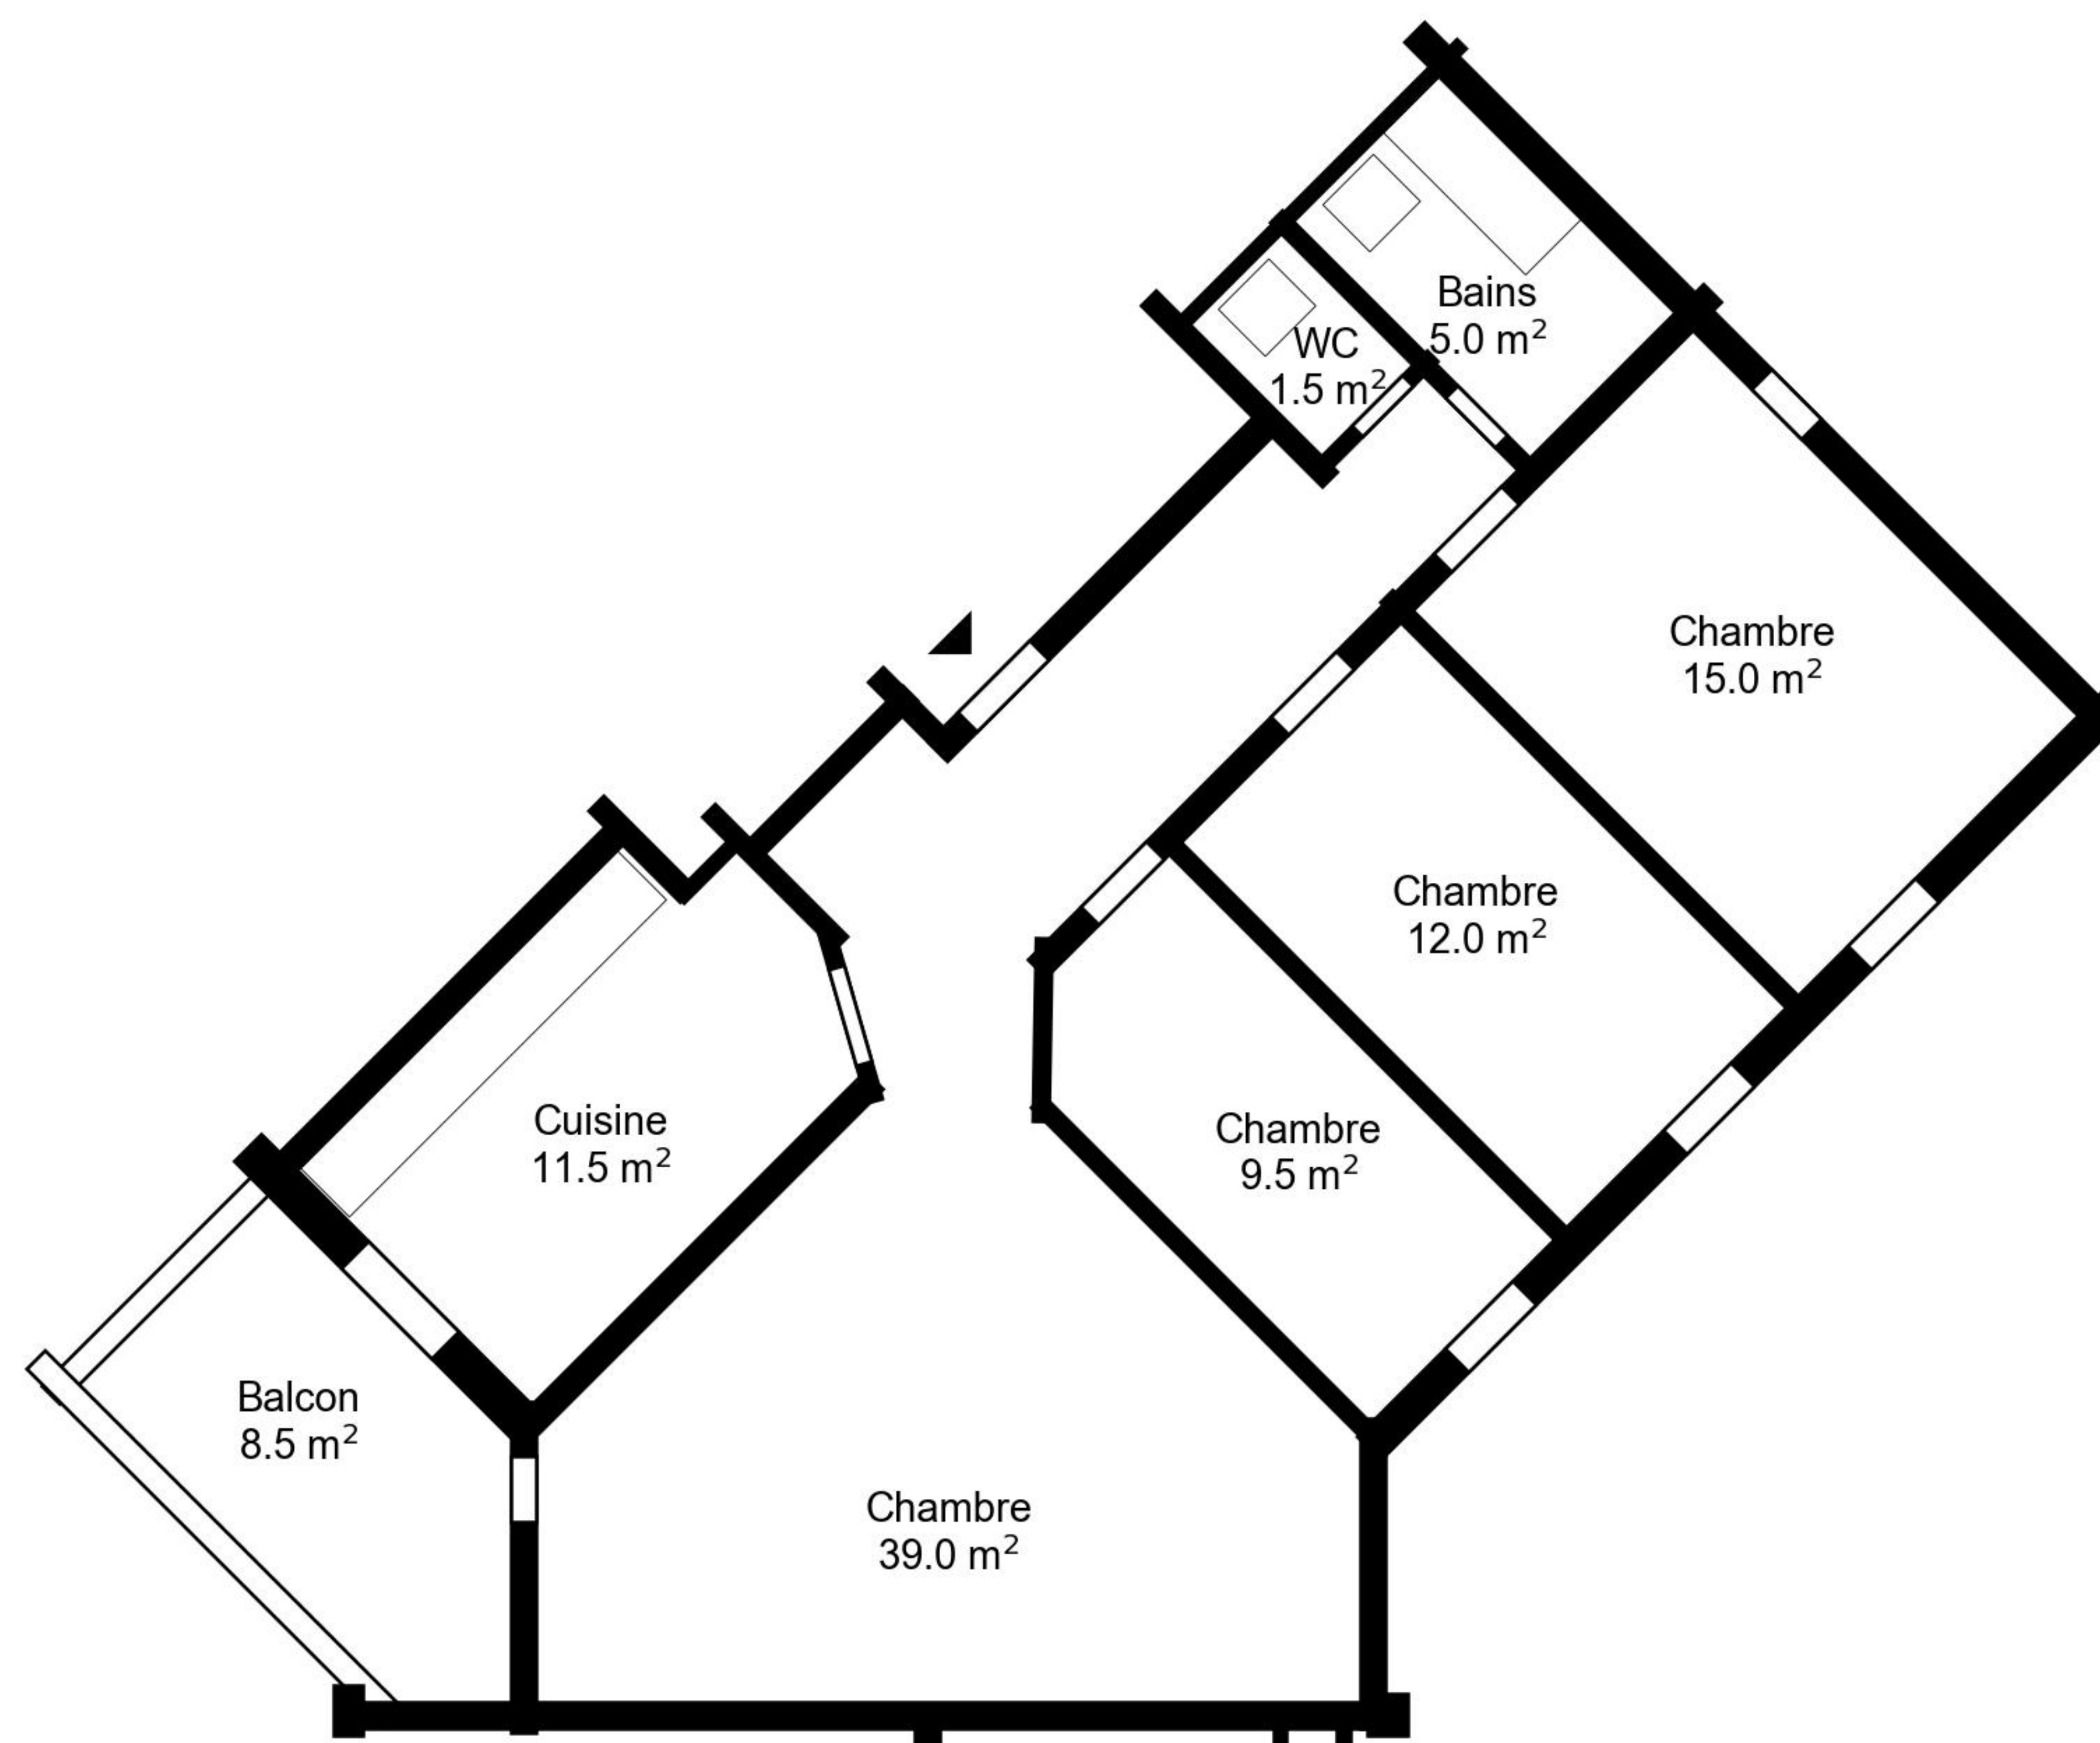 Bains
5.0 m²
WC
1.5 m²
Chambre
15.0 m²
Chambre
12.0 m²
Cuisine
11.5 m²
Chambre
9.5 m²
Balcon
8.5 m²
Chambre
39.0 m²